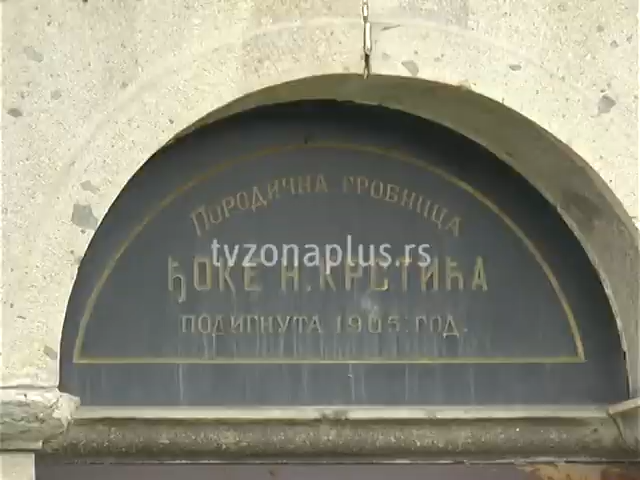 ПОРОДИЧНА ГРОБНИЦА
tvzonaplus.rs
ЂОКЕ Н. КРСТИЋА
ПОДИГНУТА 1905. ГОД.